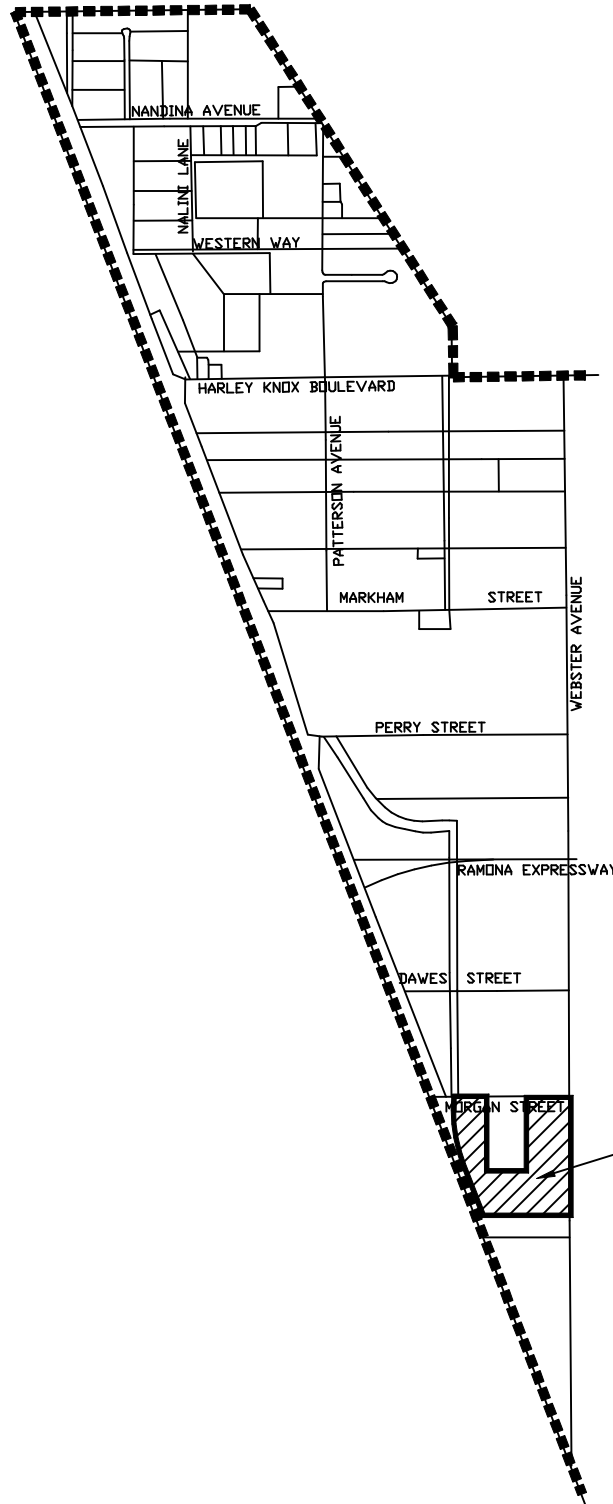 NANDINA AVENUE
NALINI LANE
WESTERN WAY
HARLEY KNOX BOULEVARD
PATTERSON AVENUE
MARKHAM STREET
WEBSTER AVENUE
PERRY STREET
RAMONA EXPRESSWAY
DAWES STREET
MORGAN STREET